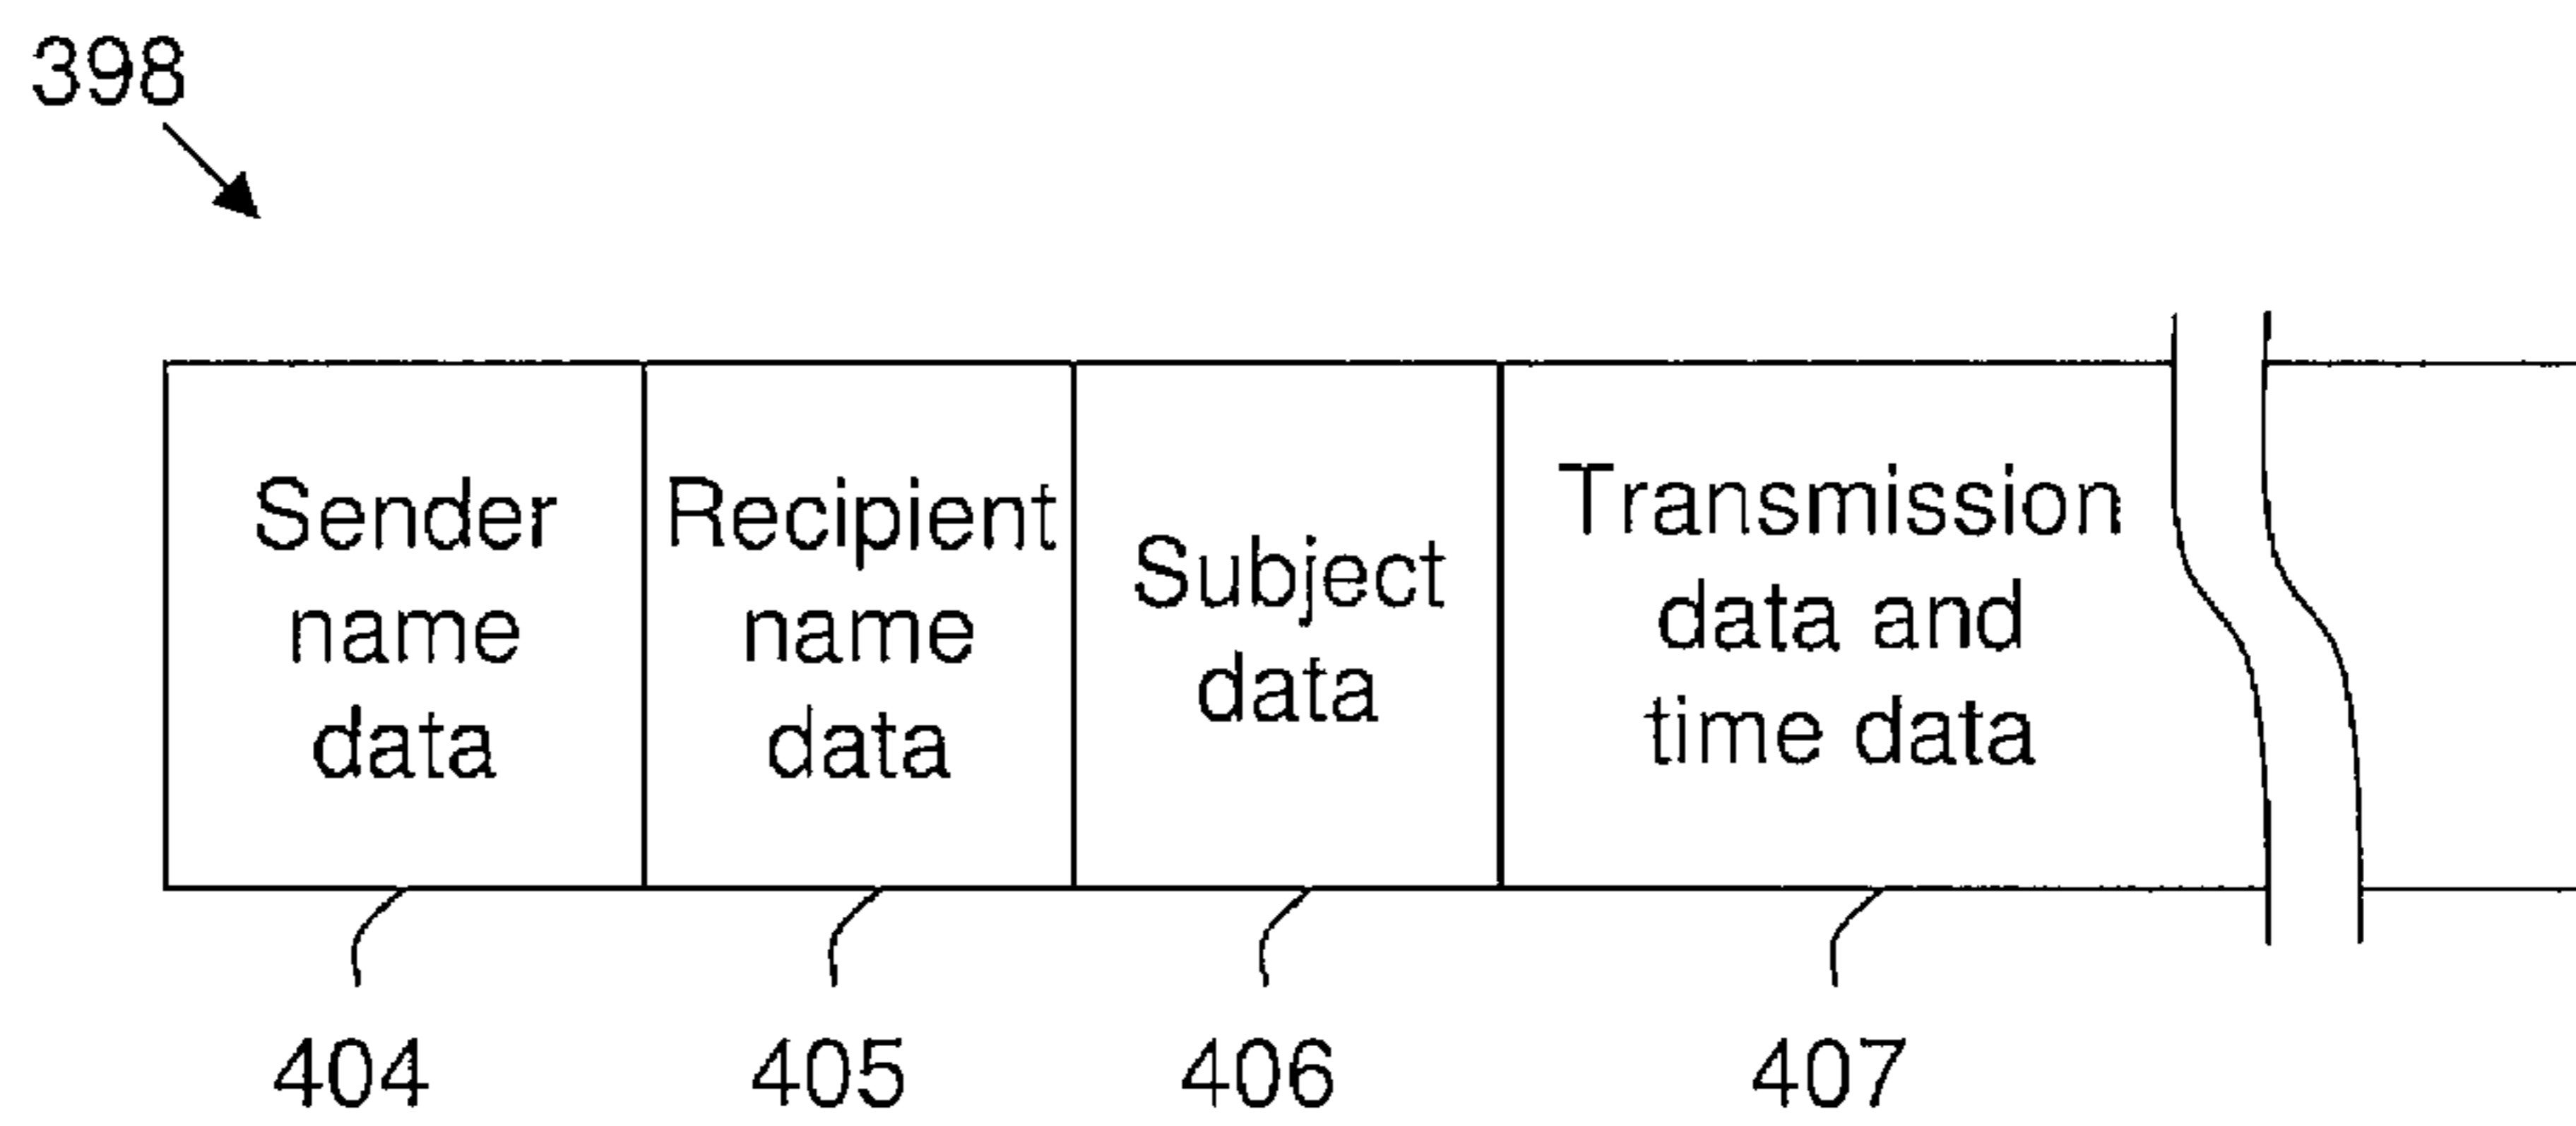 398
Sender
name
data
Recipient
name
data
Subject
data
Transmission
data and
time data
404
405
406
407